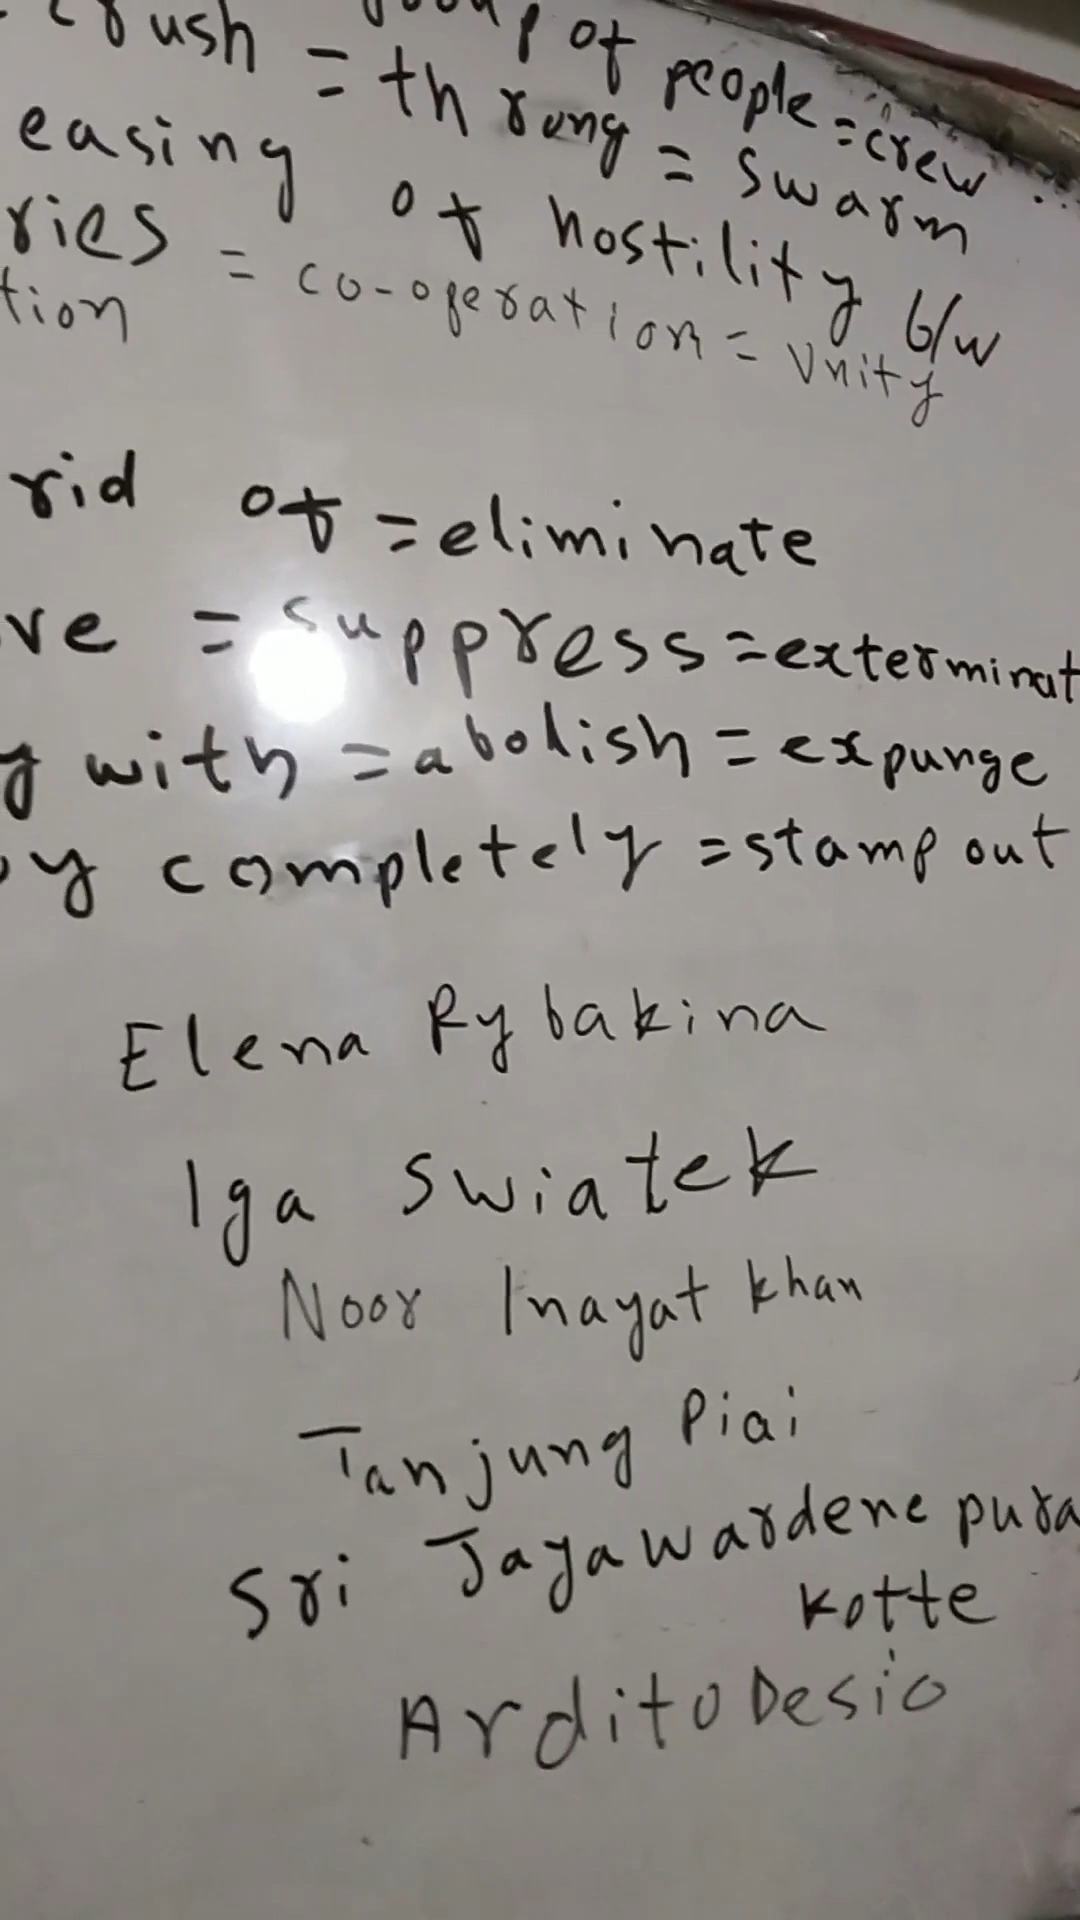 crush = throng = swarm
of people = crew
easing of hostility b/w
ries = co-operation = Unity
tion
rid of = eliminate
ve = suppress = exterminat
y with = abolish = expunge
y completely = stamp out
Elena Rybakina
Iga Swiatek
Noor Inayat Khan
Tanjung Piai
Sri Jayawardenepura
Kotte
Ardito Desio